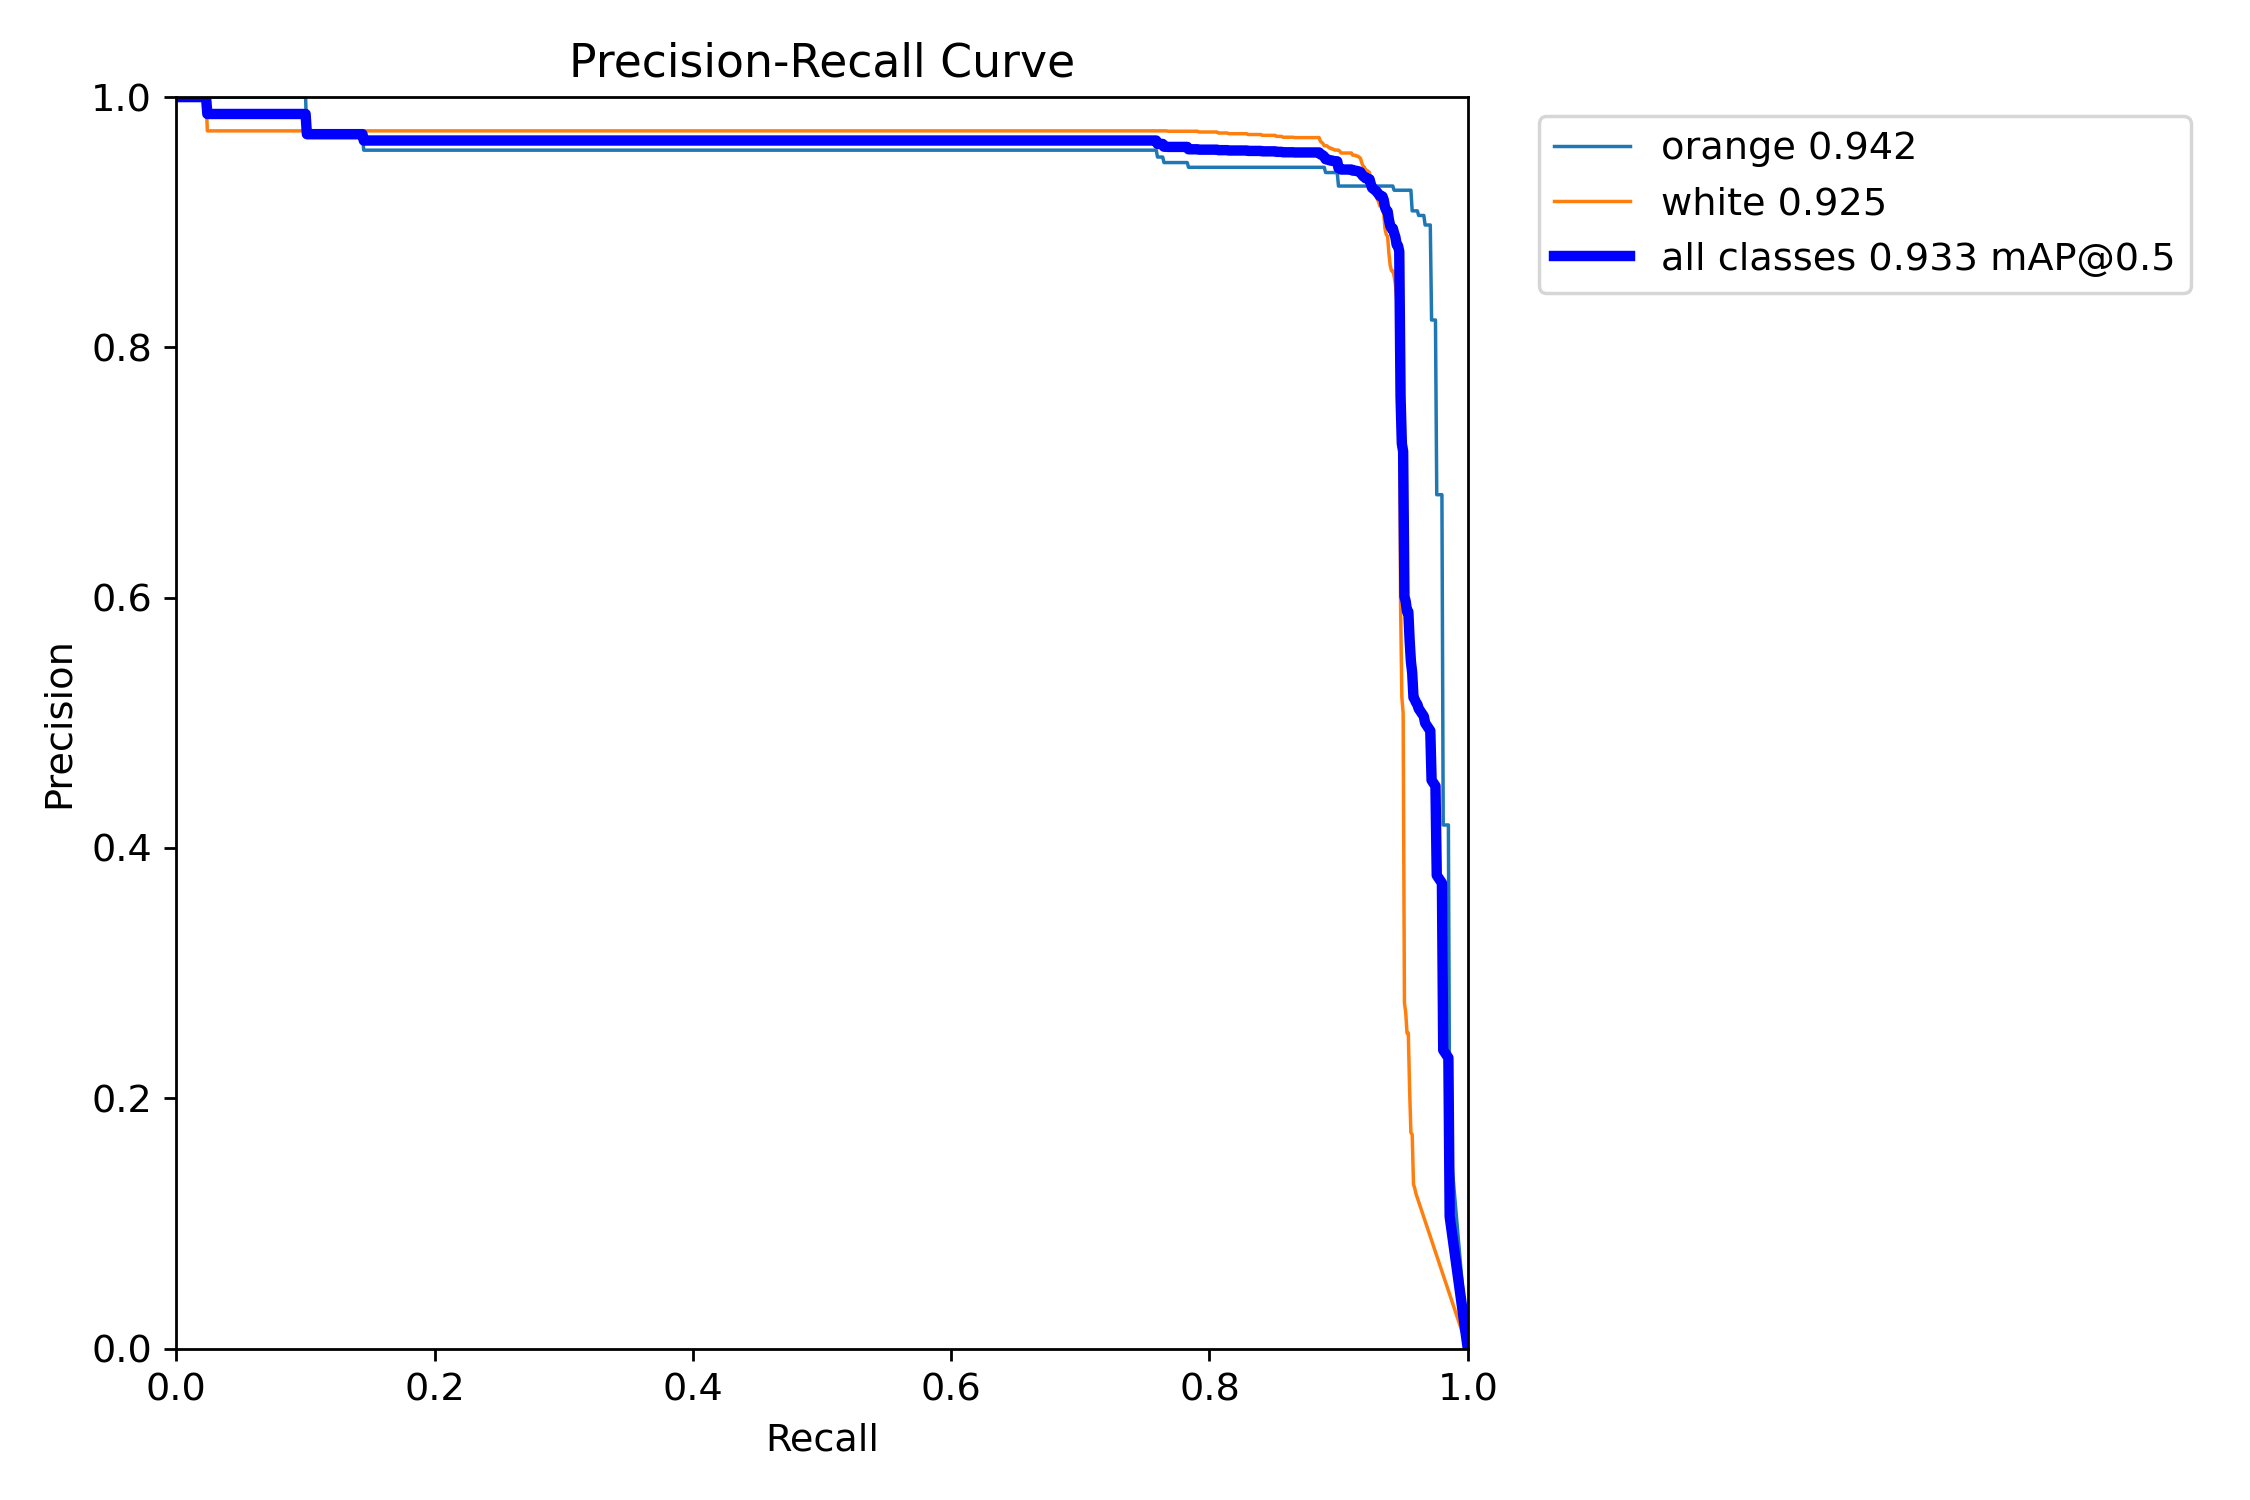 Precision-Recall Curve
1.0
0.8
0.6
0.4
0.2
0.0
Precision
0.0 0.2 0.4 0.6 0.8 1.0
Recall
orange 0.942
white 0.925
all classes 0.933 mAP@0.5